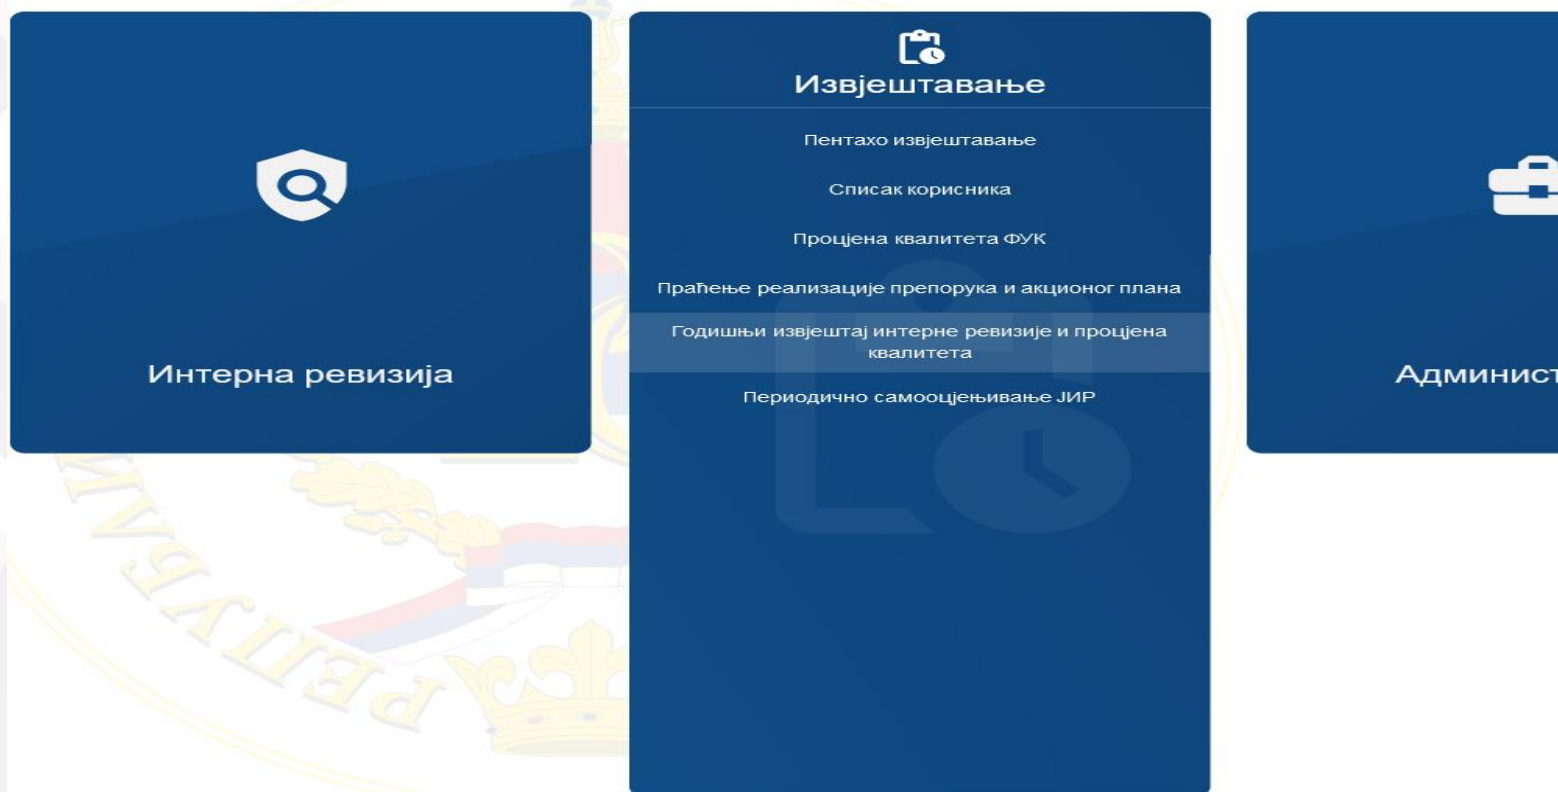 Интерна ревизија
Извјештавање
Пентахо извјештавање
Списак корисника
Процјена квалитета ФУК
Праћење реализације препорука и акционог плана
Годишњи извјештај интерне ревизије и процјена
квалитета
Периодично самооцјењивање ЈИР
Админист
РЕПУБЛИ